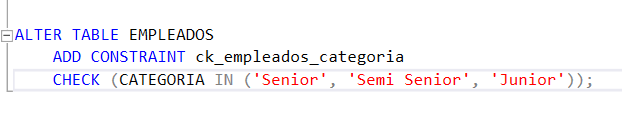 ALTER TABLE EMPLEADOS
ADD CONSTRAINT ck_empleados_categoria
CHECK (CATEGORIA IN ('Senior', 'Semi Senior', 'Junior'));